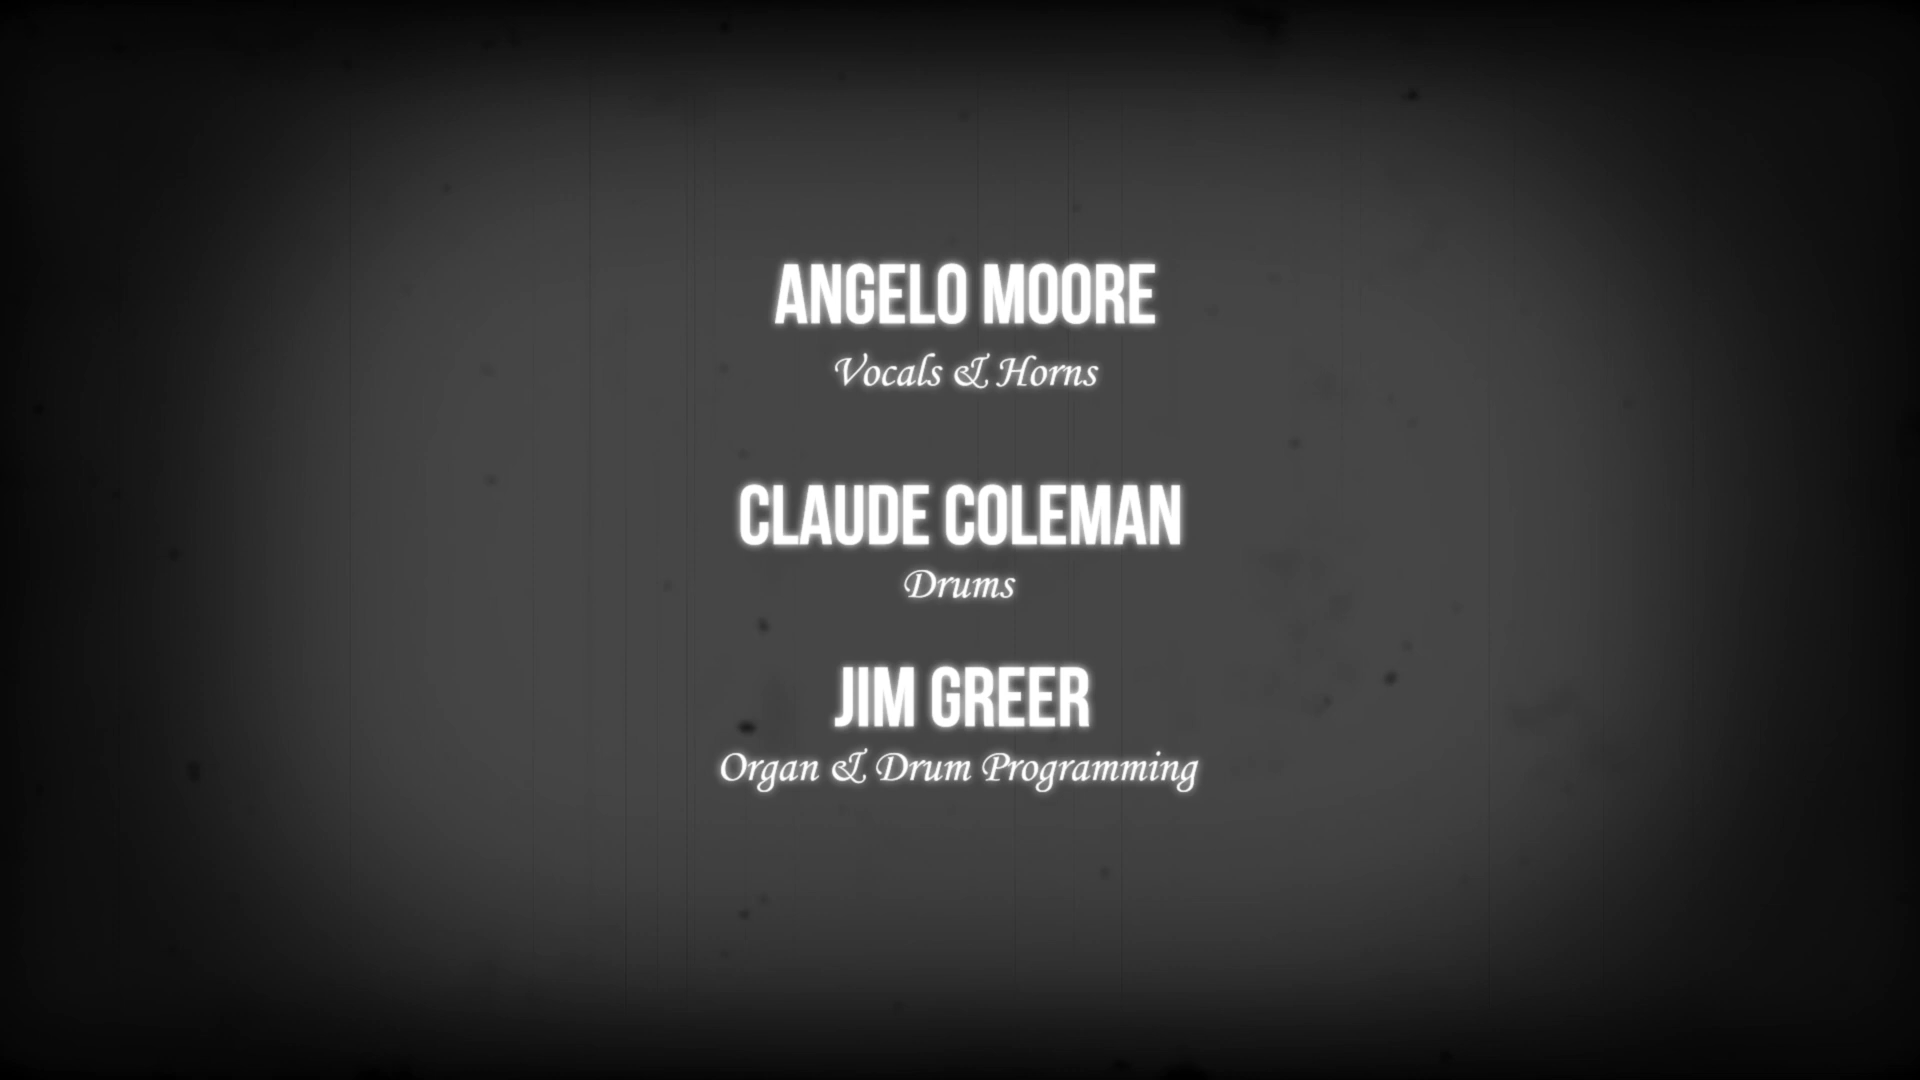 ANGELO MOORE
Vocals & Horns
CLAUDE COLEMAN
Drums
JIM GREER
Organ & Drum Programming